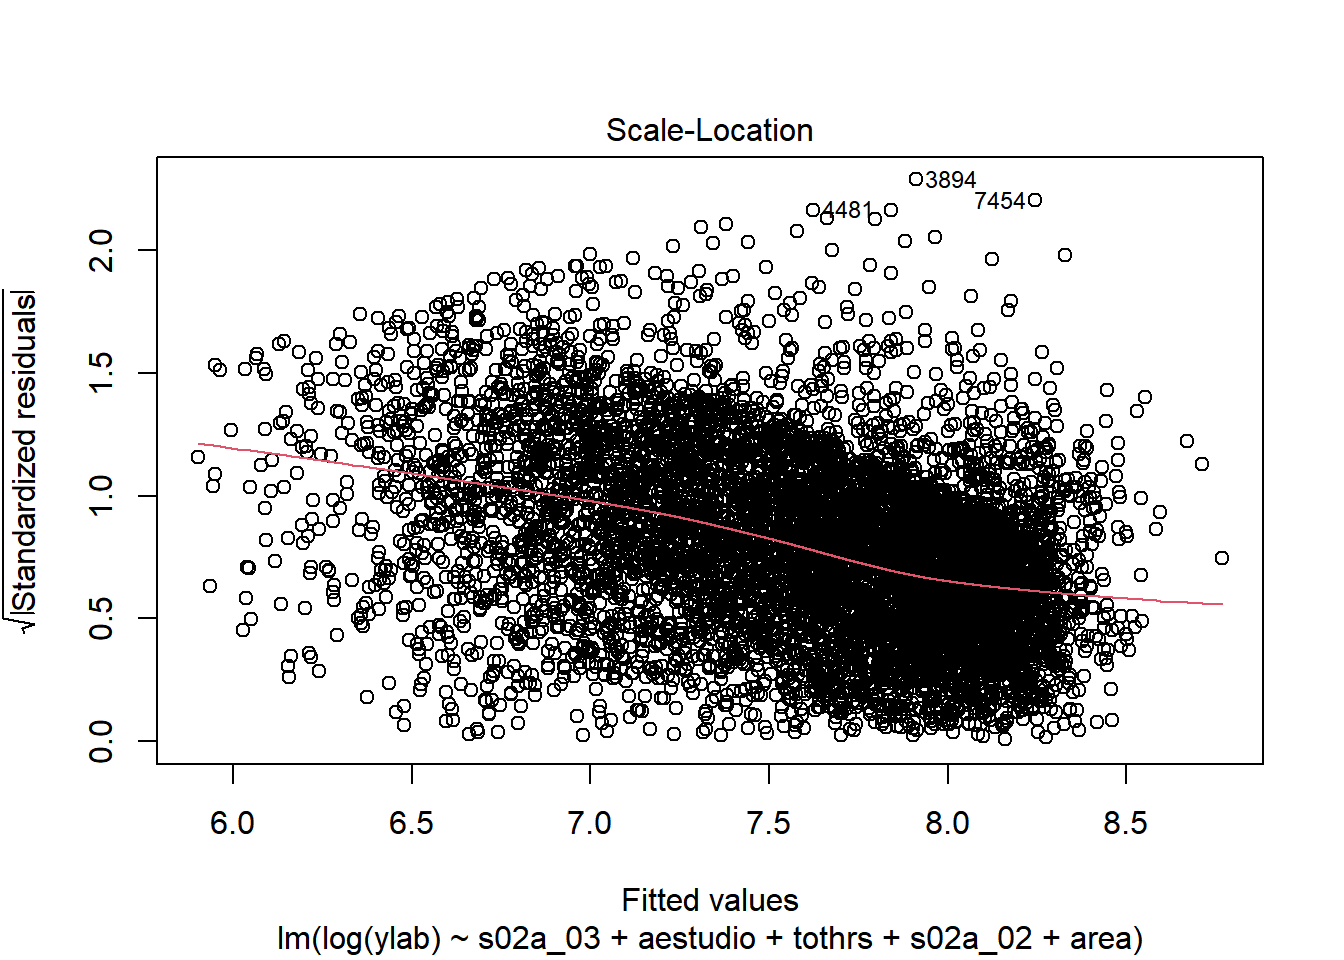 Scale-Location
√|Standardized residuals|
2.0
1.5
1.0
0.5
0.0
3894
7454
4481
6.0 6.5 7.0 7.5 8.0 8.5
Fitted values
lm(log(ylab) ~ s02a_03 + aestudio + tothrs + s02a_02 + area)